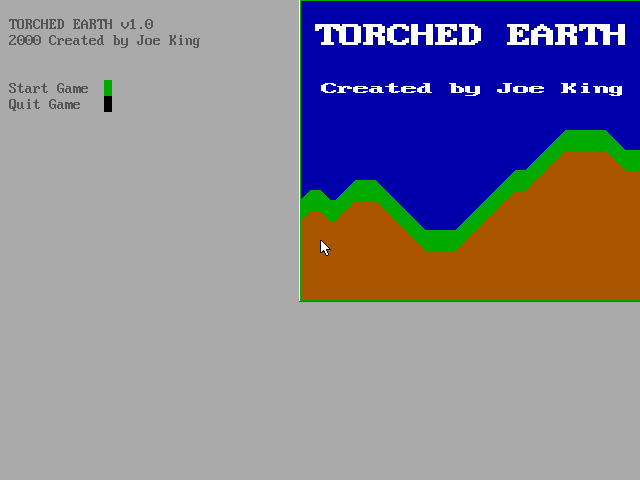 TORCHED EARTH v1.0
2000 Created by Joe King
Start Game
Quit Game
TORCHED EARTH
Created by Joe King